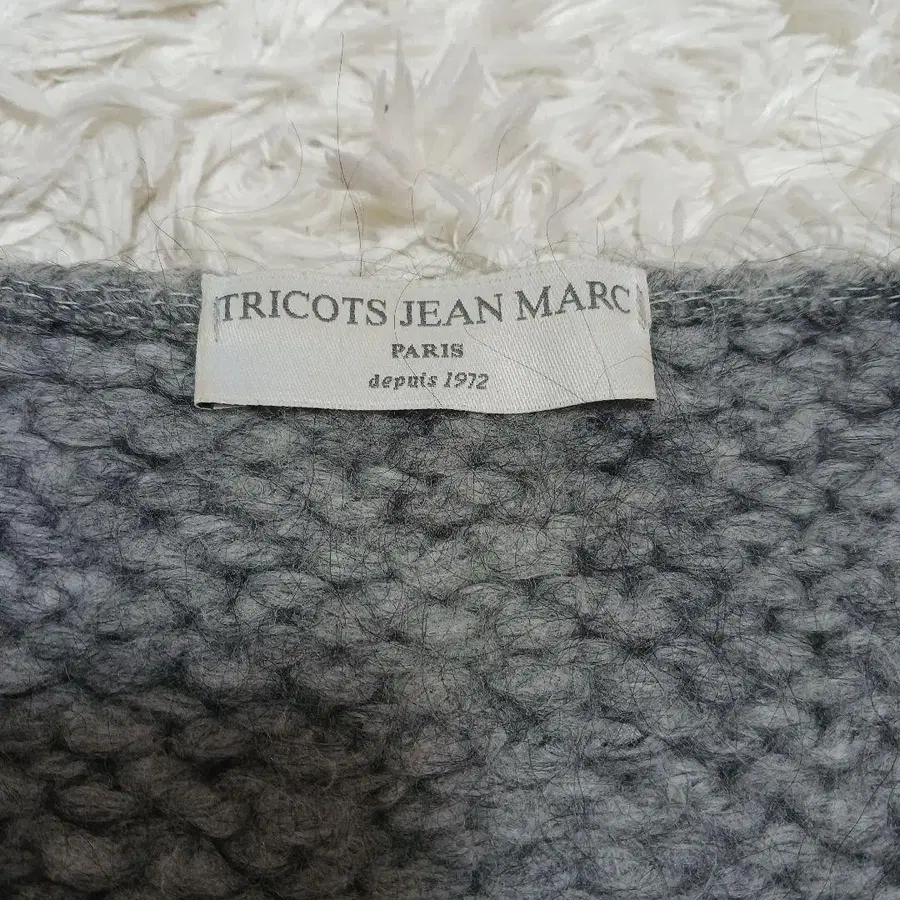 TRICOTS JEAN MARC
PARIS
depuis 1972